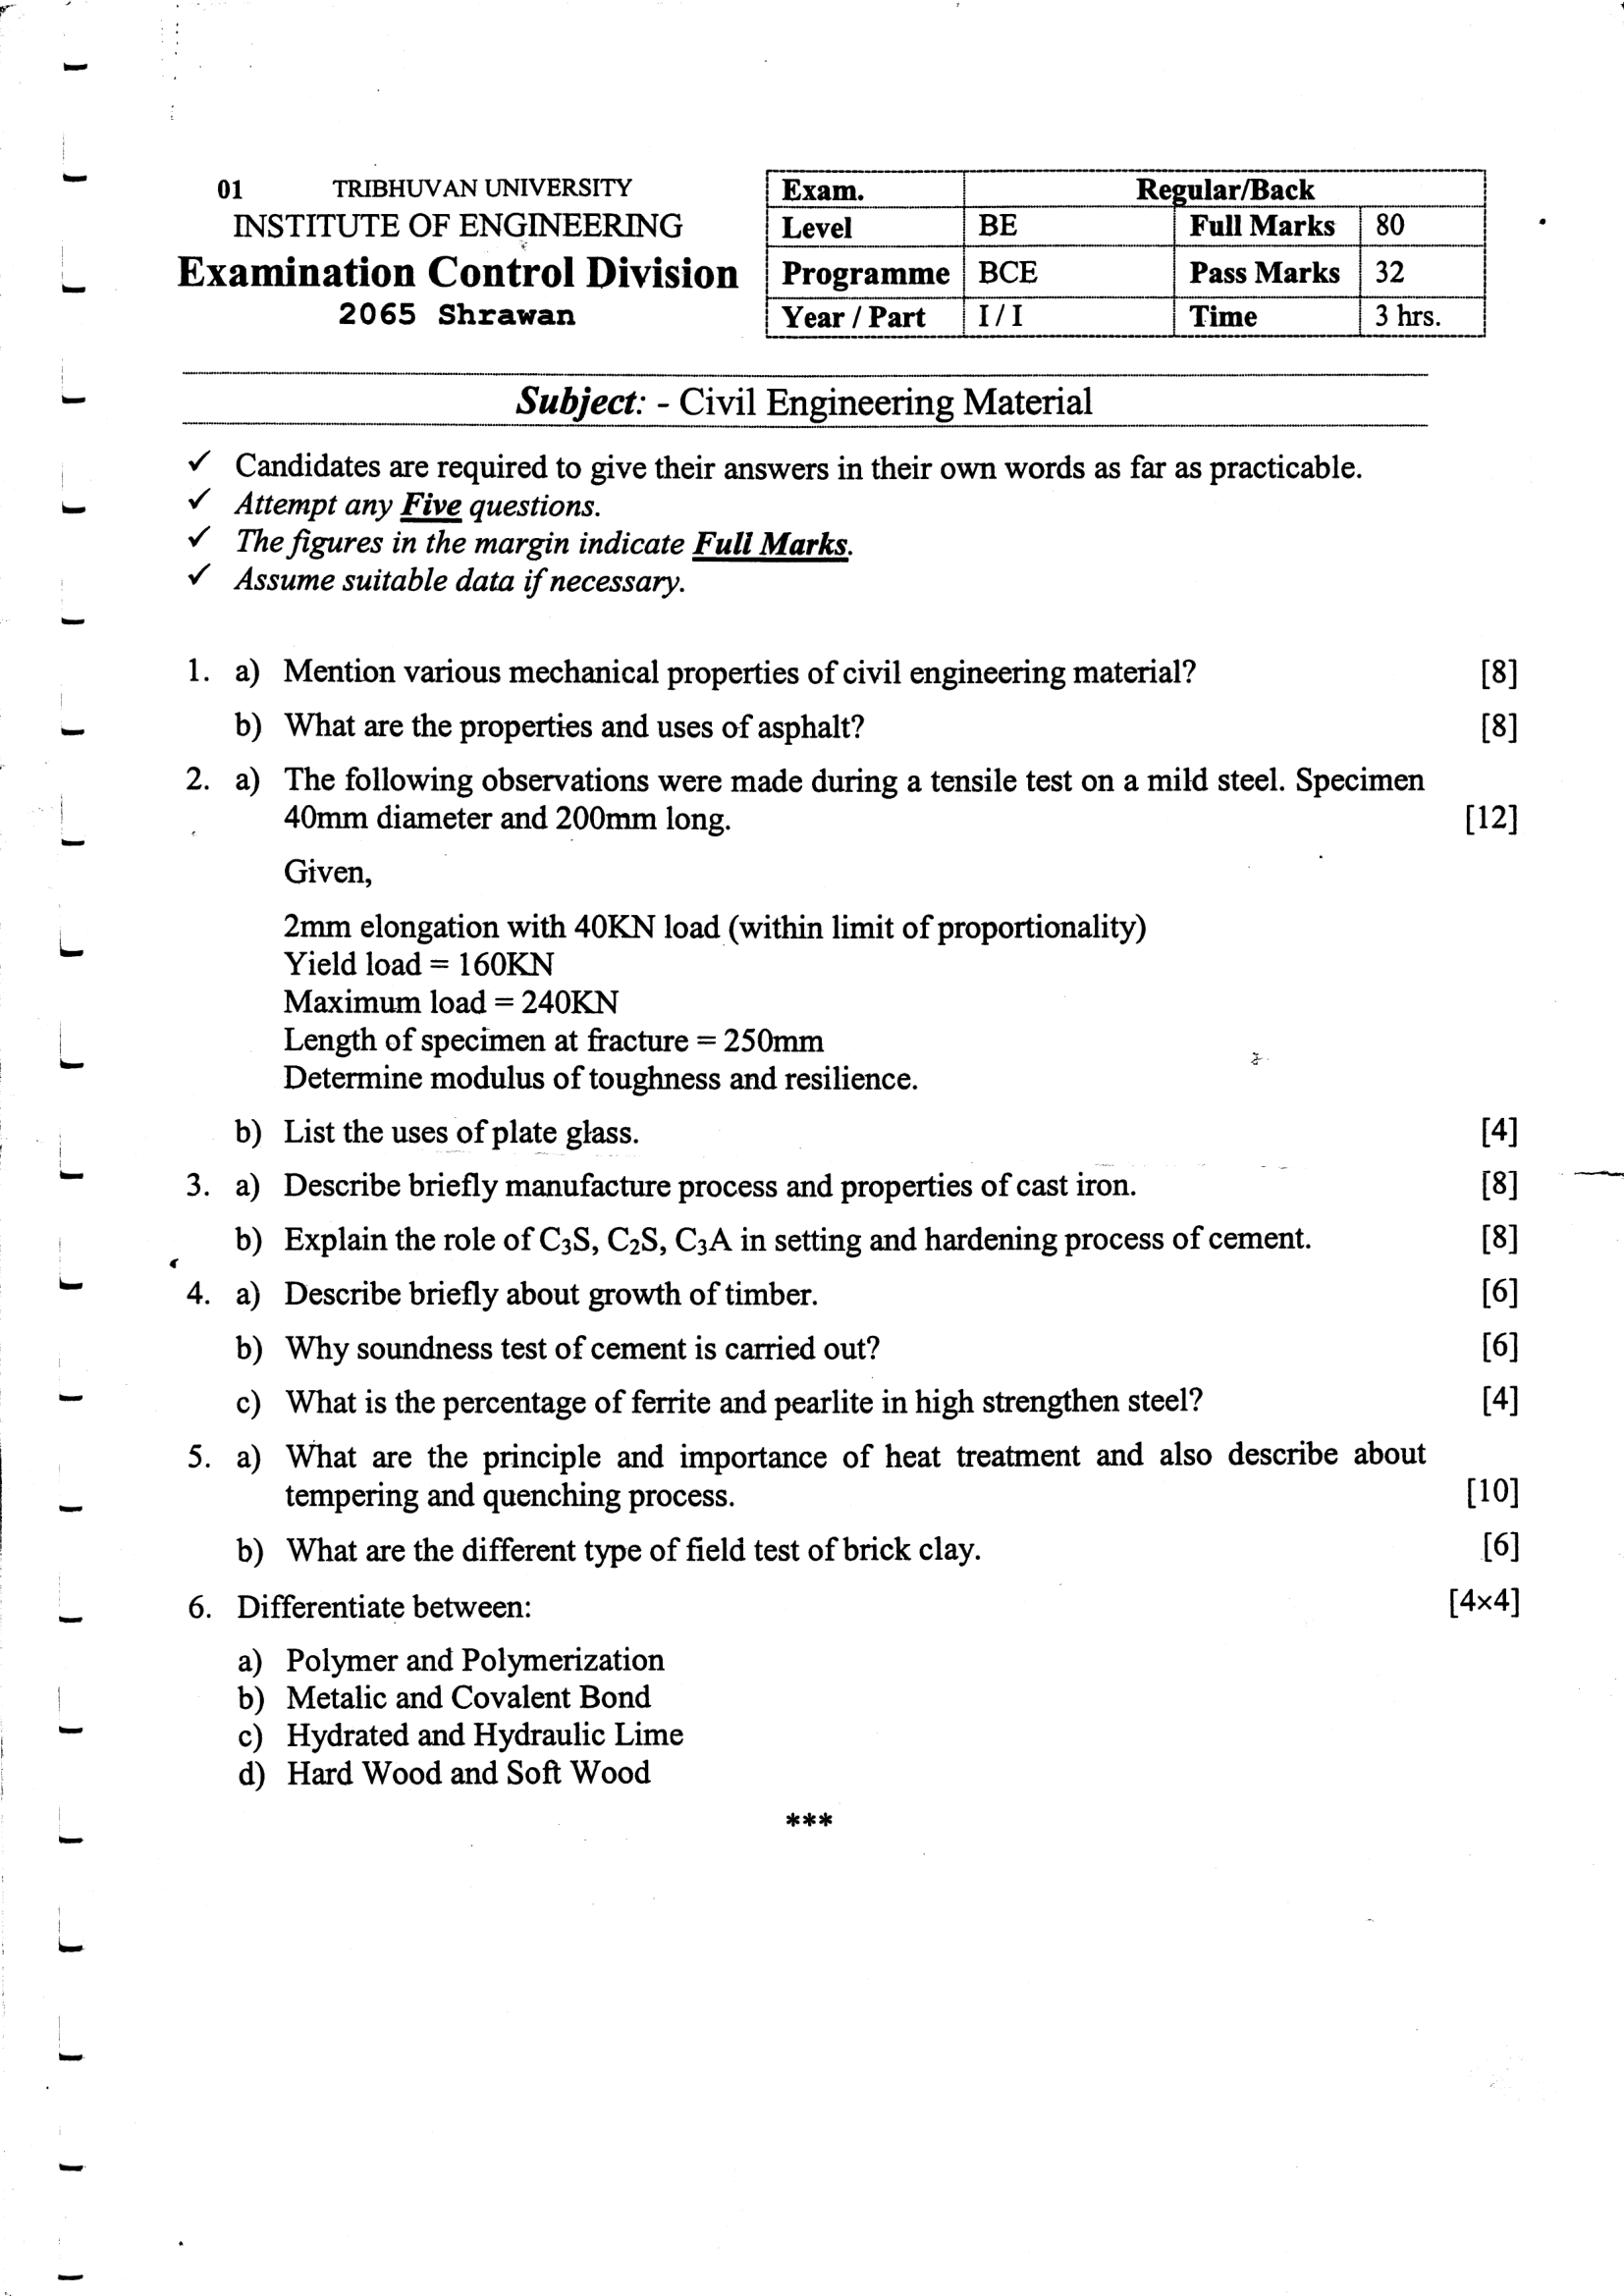 01 TRIBHUVAN UNIVERSITY
INSTITUTE OF ENGINEERING
Examination Control Division
2065 Shrawan
Exam. Regular/Back
Level BE Full Marks 80
Programme BCE Pass Marks 32
Year / Part I / I Time 3 hrs.
Subject: - Civil Engineering Material
✓ Candidates are required to give their answers in their own words as far as practicable.
✓ Attempt any Five questions.
✓ The figures in the margin indicate Full Marks.
✓ Assume suitable data if necessary.
1. a) Mention various mechanical properties of civil engineering material? [8]
b) What are the properties and uses of asphalt? [8]
2. a) The following observations were made during a tensile test on a mild steel. Specimen
40mm diameter and 200mm long. [12]
Given,
2mm elongation with 40KN load (within limit of proportionality)
Yield load = 160KN
Maximum load = 240KN
Length of specimen at fracture = 250mm
Determine modulus of toughness and resilience.
b) List the uses of plate glass. [4]
3. a) Describe briefly manufacture process and properties of cast iron. [8]
b) Explain the role of C₃S, C₂S, C₃A in setting and hardening process of cement. [8]
4. a) Describe briefly about growth of timber. [6]
b) Why soundness test of cement is carried out? [6]
c) What is the percentage of ferrite and pearlite in high strengthen steel? [4]
5. a) What are the principle and importance of heat treatment and also describe about
tempering and quenching process. [10]
b) What are the different type of field test of brick clay. [6]
6. Differentiate between: [4×4]
a) Polymer and Polymerization
b) Metalic and Covalent Bond
c) Hydrated and Hydraulic Lime
d) Hard Wood and Soft Wood
***